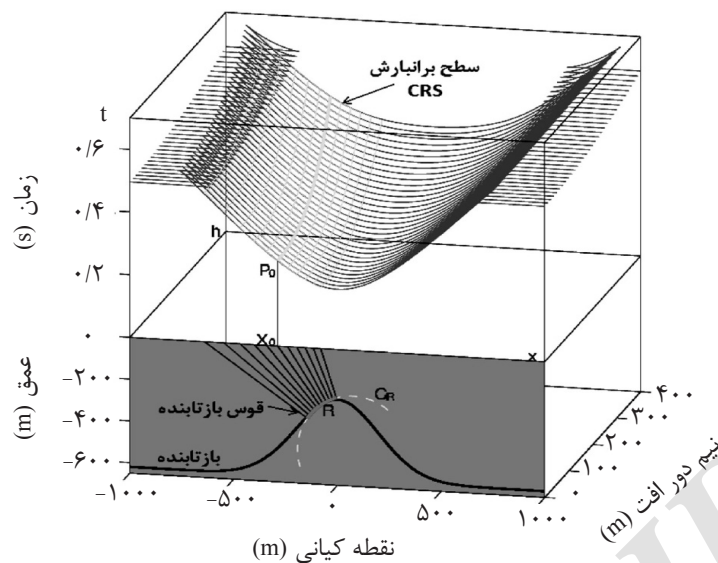 سطح برانبارش
CRS
t
۰/۶
۰/۴
۰/۲
۰
زمان (s)
h
P₀
X₀
x
عمق (m)
−۲۰۰
−۴۰۰
−۶۰۰
قوس بازتابنده
R
C_R
بازتابنده
−۱۰۰۰
−۵۰۰
۰
۵۰۰
۱۰۰۰
نقطه کیانی (m)
۰
۱۰۰
۲۰۰
۳۰۰
۴۰۰
نیم دور افت (m)